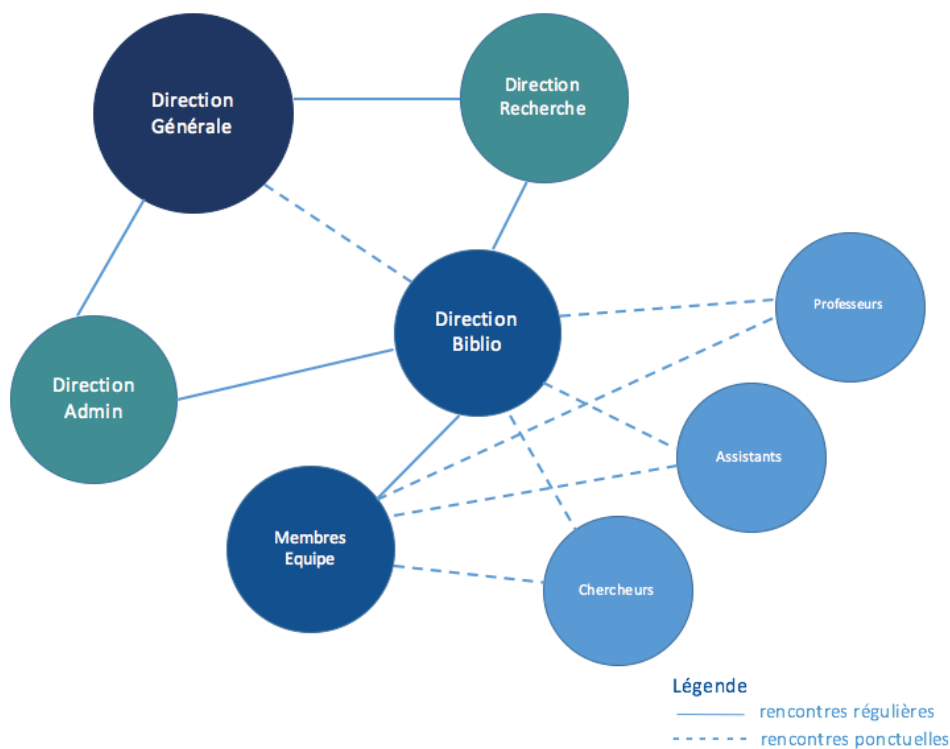 Direction
Générale
Direction
Recherche
Direction
Biblio
Professeurs
Direction
Admin
Assistants
Membres
Equipe
Chercheurs
Légende
rencontres régulières
rencontres ponctuelles